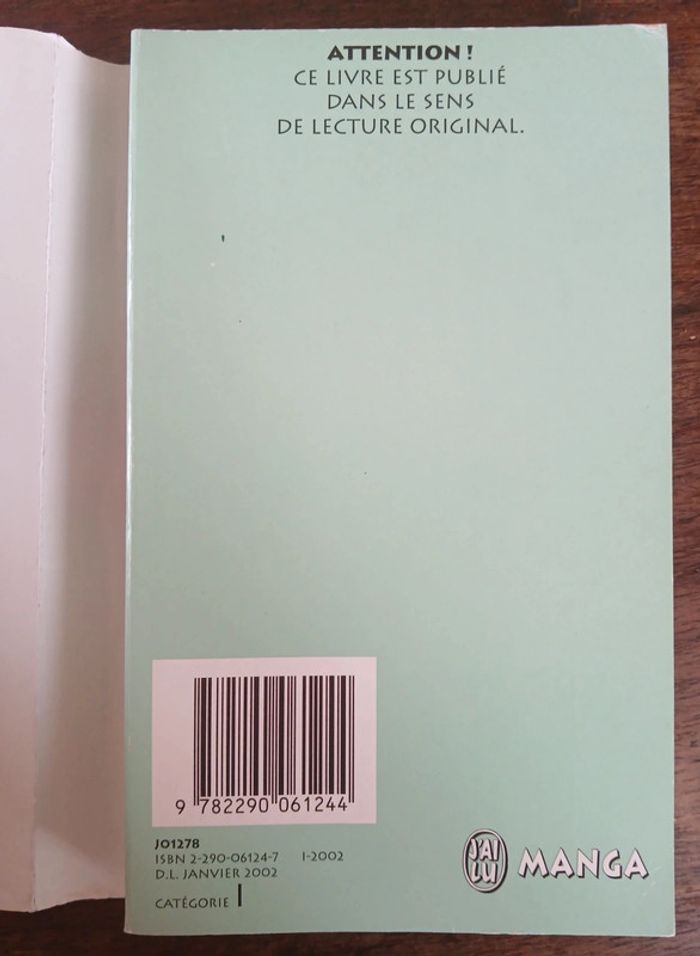 ATTENTION !
CE LIVRE EST PUBLIÉ
DANS LE SENS
DE LECTURE ORIGINAL.
9 782290 061244
JO1278
ISBN 2-290-06124-7 I-2002
D.L. JANVIER 2002
CATÉGORIE I
J'AI
LU
MANGA